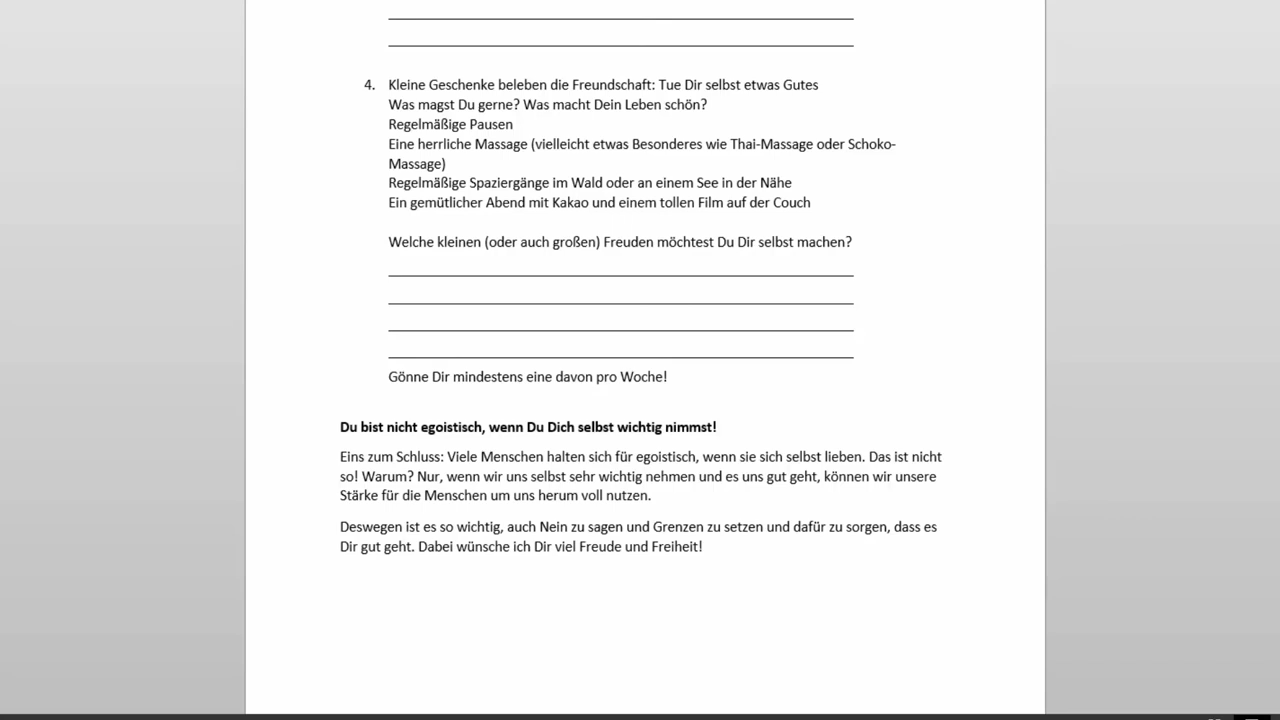 4. Kleine Geschenke beleben die Freundschaft: Tue Dir selbst etwas Gutes
Was magst Du gerne? Was macht Dein Leben schön?
Regelmäßige Pausen
Eine herrliche Massage (vielleicht etwas Besonderes wie Thai-Massage oder Schoko-
Massage)
Regelmäßige Spaziergänge im Wald oder an einem See in der Nähe
Ein gemütlicher Abend mit Kakao und einem tollen Film auf der Couch
Welche kleinen (oder auch großen) Freuden möchtest Du Dir selbst machen?
Gönne Dir mindestens eine davon pro Woche!
Du bist nicht egoistisch, wenn Du Dich selbst wichtig nimmst!
Eins zum Schluss: Viele Menschen halten sich für egoistisch, wenn sie sich selbst lieben. Das ist nicht
so! Warum? Nur, wenn wir uns selbst sehr wichtig nehmen und es uns gut geht, können wir unsere
Stärke für die Menschen um uns herum voll nutzen.
Deswegen ist es so wichtig, auch Nein zu sagen und Grenzen zu setzen und dafür zu sorgen, dass es
Dir gut geht. Dabei wünsche ich Dir viel Freude und Freiheit!